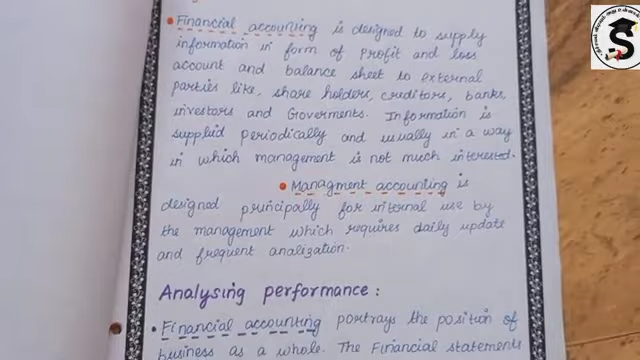 • Financial accounting is designed to supply
information in form of Profit and loss
account and balance sheet to external
parties like, share holders, creditors, banks,
investors and Goverments. Information is
supplied periodically and usually in a way
in which management is not much interested.
• Managment accounting is
designed principally for internal use by
the management which requires daily update
and frequent analization.
Analysing performance:
• Financial accounting portrays the position of
business as a whole. The Financial statements
S